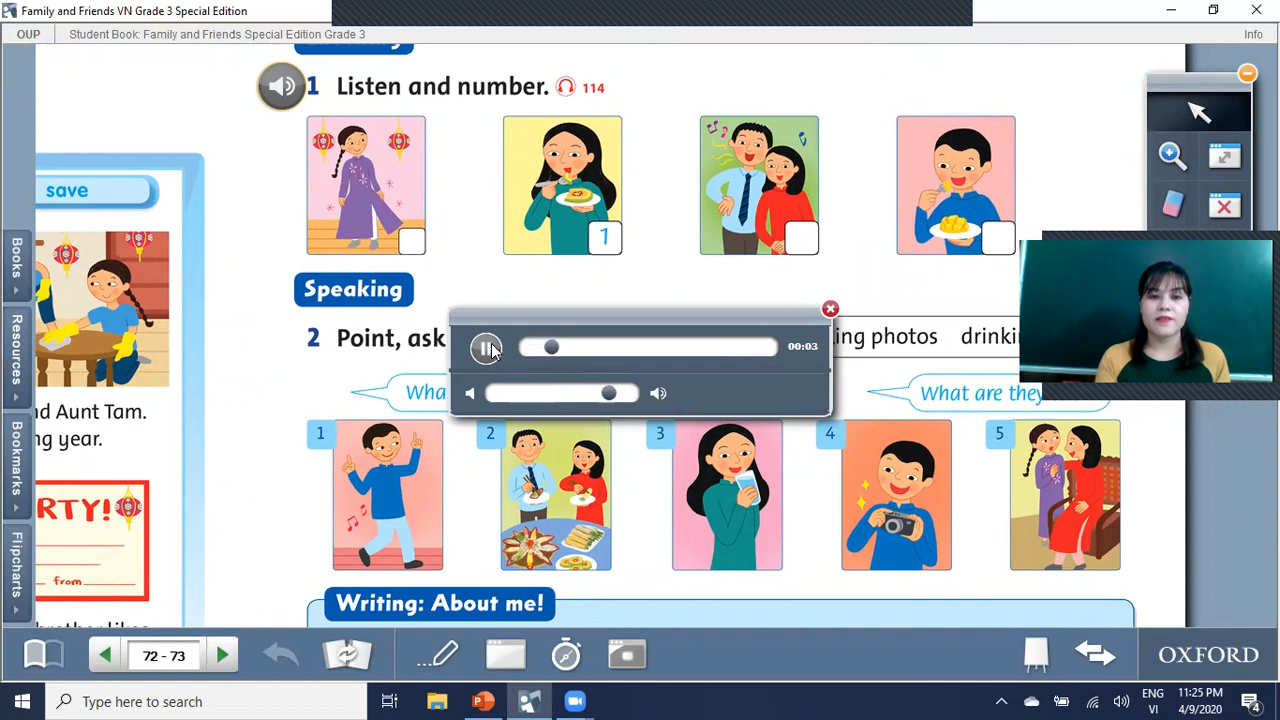 Family and Friends VN Grade 3 Special Edition
OUP
Student Book: Family and Friends Special Edition Grade 3
Info
1 Listen and number. 114
save
1
Speaking
2 Point, ask
ing photos
drinki
00:03
Wha
What are they
nd Aunt Tam.
ng year.
1
2
3
4
5
RTY!
from
Writing: About me!
Books
Resources
Bookmarks
Flipcharts
72 - 73
OXFORD
Type here to search
ENG
VI
11:25 PM
4/9/2020
4